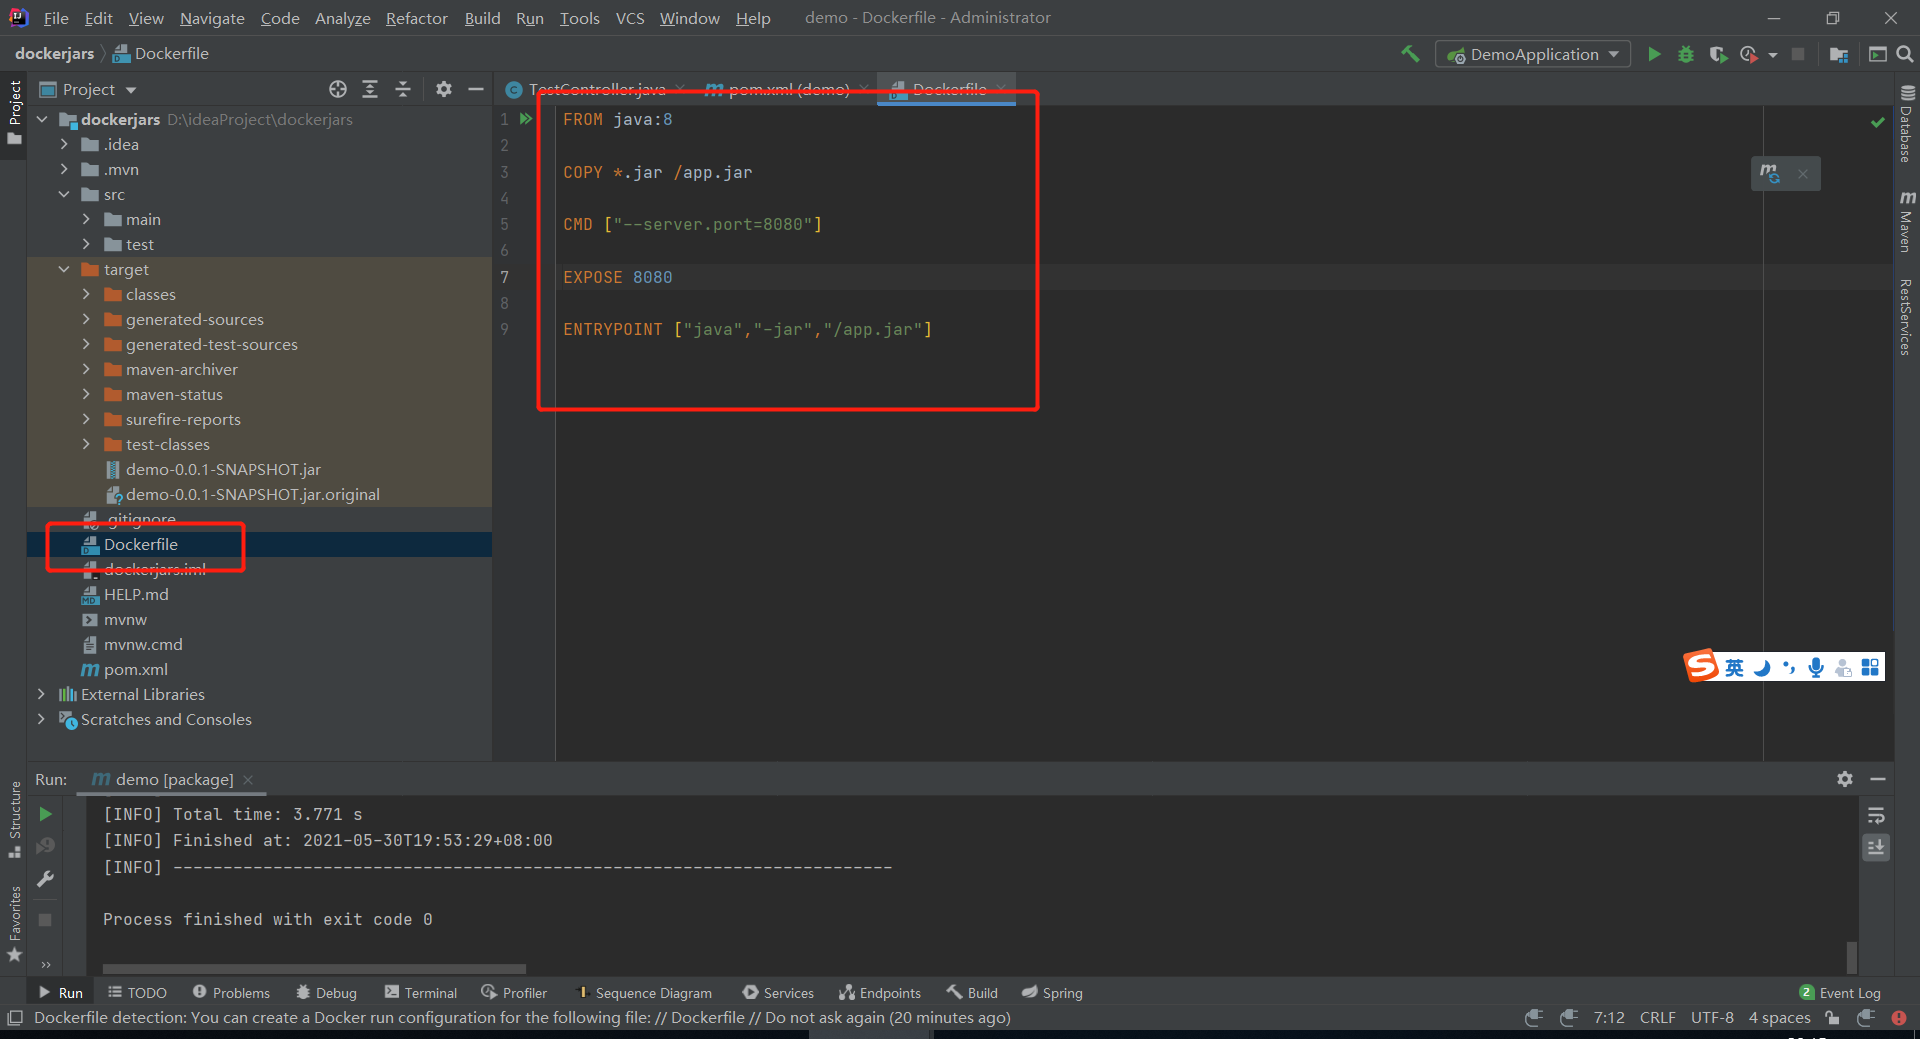 File Edit View Navigate Code Analyze Refactor Build Run Tools VCS Window Help demo - Dockerfile - Administrator
dockerjars Dockerfile
DemoApplication
Project
Project
TestController.java
pom.xml (demo)
Dockerfile
dockerjars D:\ideaProject\dockerjars
.idea
.mvn
src
main
test
target
classes
generated-sources
generated-test-sources
maven-archiver
maven-status
surefire-reports
test-classes
demo-0.0.1-SNAPSHOT.jar
demo-0.0.1-SNAPSHOT.jar.original
.gitignore
Dockerfile
dockerjars.iml
HELP.md
mvnw
mvnw.cmd
pom.xml
External Libraries
Scratches and Consoles
1 FROM java:8
2
3 COPY *.jar /app.jar
4
5 CMD ["--server.port=8080"]
6
7 EXPOSE 8080
8
9 ENTRYPOINT ["java","-jar","/app.jar"]
Database
Maven
RestServices
英
Structure
Favorites
Run: demo [package]
[INFO] Total time: 3.771 s
[INFO] Finished at: 2021-05-30T19:53:29+08:00
[INFO] ------------------------------------------------------------------------
Process finished with exit code 0
Run TODO Problems Debug Terminal Profiler Sequence Diagram Services Endpoints Build Spring 2 Event Log
Dockerfile detection: You can create a Docker run configuration for the following file: // Dockerfile // Do not ask again (20 minutes ago) 7:12 CRLF UTF-8 4 spaces